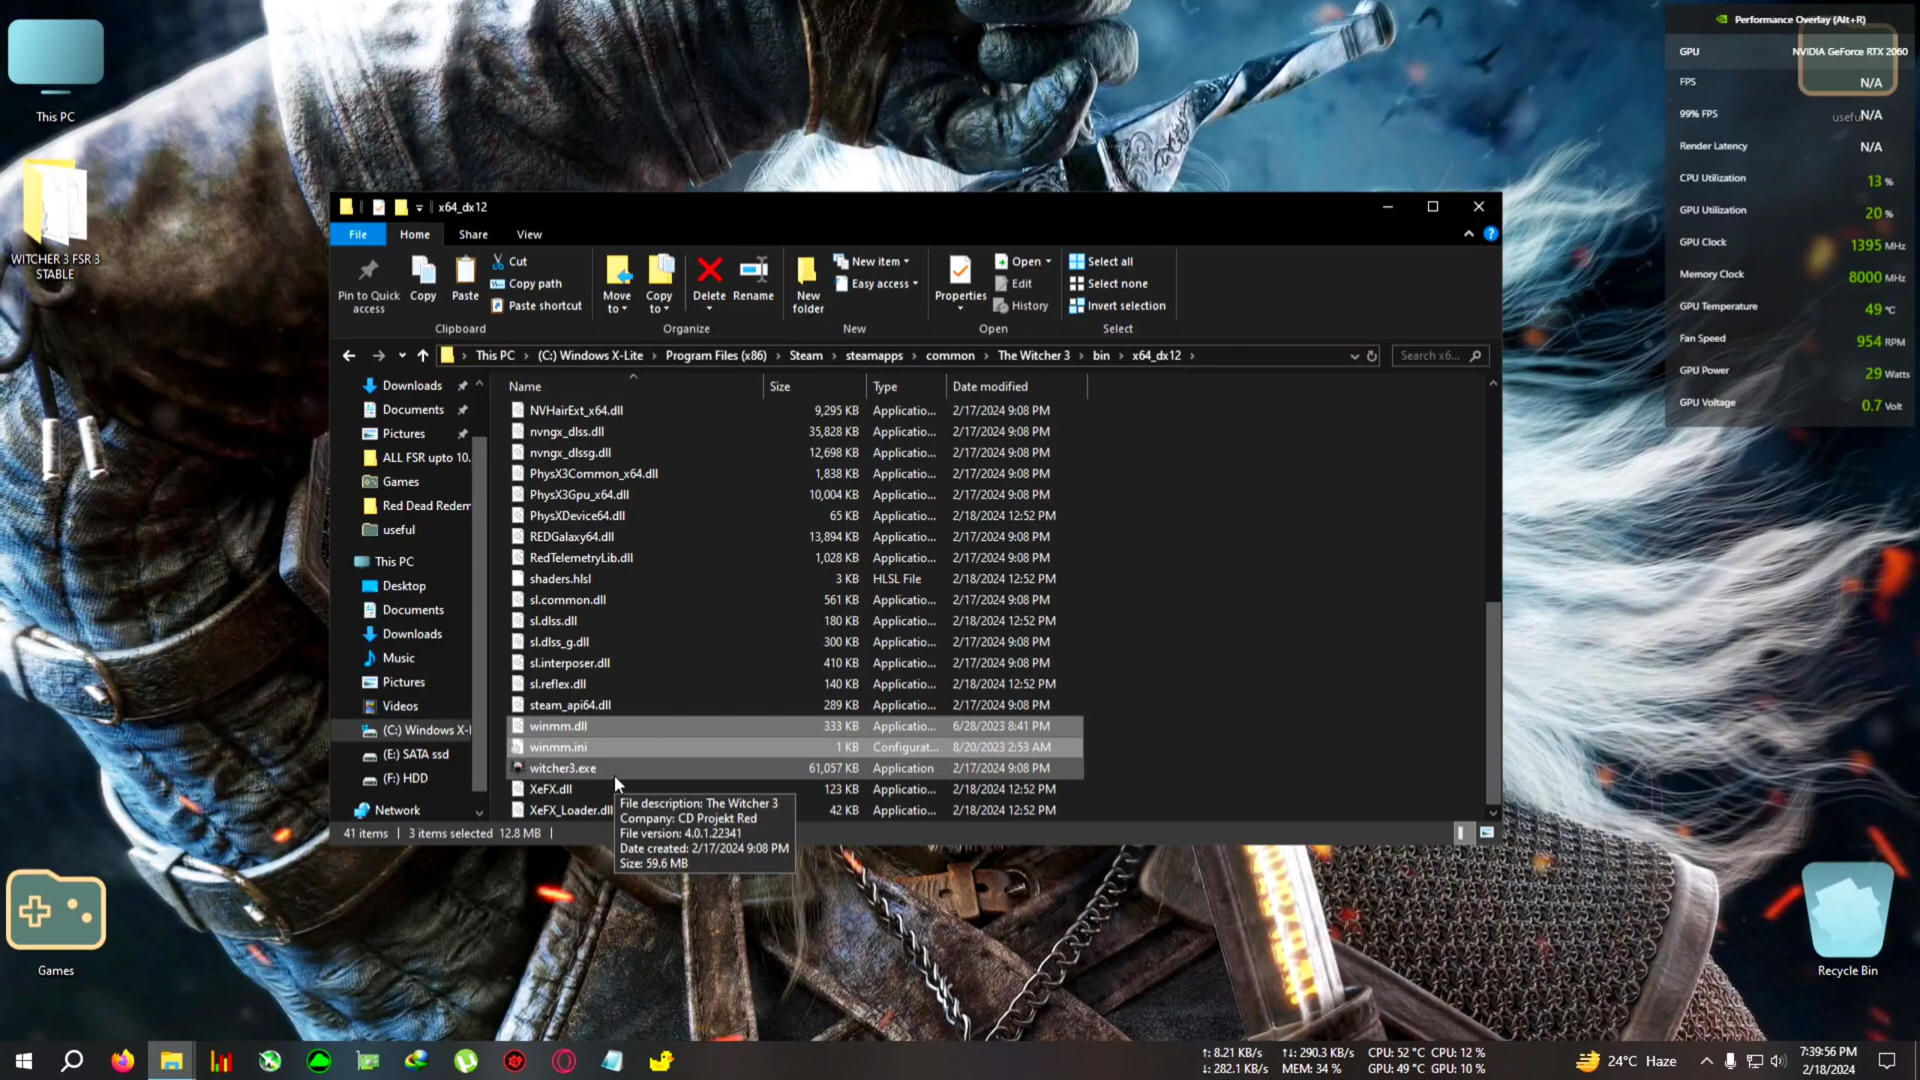 This PC
WITCHER 3 FSR 3
STABLE
Games
Recycle Bin
Performance Overlay (Alt+R)
GPU NVIDIA GeForce RTX 2060
FPS N/A
99% FPS N/A
Render Latency N/A
CPU Utilization 13 %
GPU Utilization 20 %
GPU Clock 1395 MHz
Memory Clock 8000 MHz
GPU Temperature 49 °C
Fan Speed 954 RPM
GPU Power 29 Watts
GPU Voltage 0.7 Volt
x64_dx12
File Home Share View
Pin to Quick
access
Copy
Paste
Cut
Copy path
Paste shortcut
Clipboard
Move
to
Copy
to
Delete
Rename
Organize
New
folder
New item
Easy access
New
Properties
Open
Edit
History
Open
Select all
Select none
Invert selection
Select
This PC (C:) Windows X-Lite Program Files (x86) Steam steamapps common The Witcher 3 bin x64_dx12
Search x6...
Downloads
Documents
Pictures
ALL FSR upto 10.
Games
Red Dead Redem
useful
This PC
Desktop
Documents
Downloads
Music
Pictures
Videos
(C:) Windows X-l
(E:) SATA ssd
(F:) HDD
Network
Name Size Type Date modified
NVHairExt_x64.dll 9,295 KB Applicatio... 2/17/2024 9:08 PM
nvngx_dlss.dll 35,828 KB Applicatio... 2/17/2024 9:08 PM
nvngx_dlssg.dll 12,698 KB Applicatio... 2/17/2024 9:08 PM
PhysX3Common_x64.dll 1,838 KB Applicatio... 2/17/2024 9:08 PM
PhysX3Gpu_x64.dll 10,004 KB Applicatio... 2/17/2024 9:08 PM
PhysXDevice64.dll 65 KB Applicatio... 2/18/2024 12:52 PM
REDGalaxy64.dll 13,894 KB Applicatio... 2/17/2024 9:08 PM
RedTelemetryLib.dll 1,028 KB Applicatio... 2/17/2024 9:08 PM
shaders.hlsl 3 KB HLSL File 2/18/2024 12:52 PM
sl.common.dll 561 KB Applicatio... 2/17/2024 9:08 PM
sl.dlss.dll 180 KB Applicatio... 2/18/2024 12:52 PM
sl.dlss_g.dll 300 KB Applicatio... 2/17/2024 9:08 PM
sl.interposer.dll 410 KB Applicatio... 2/17/2024 9:08 PM
sl.reflex.dll 140 KB Applicatio... 2/18/2024 12:52 PM
steam_api64.dll 289 KB Applicatio... 2/17/2024 9:08 PM
winmm.dll 333 KB Applicatio... 6/28/2023 8:41 PM
winmm.ini 1 KB Configurat... 8/20/2023 2:53 AM
witcher3.exe 61,057 KB Application 2/17/2024 9:08 PM
XeFX.dll 123 KB Applicatio... 2/18/2024 12:52 PM
XeFX_Loader.dll 42 KB Applicatio... 2/18/2024 12:52 PM
File description: The Witcher 3
Company: CD Projekt Red
File version: 4.0.1.22341
Date created: 2/17/2024 9:08 PM
Size: 59.6 MB
41 items 3 items selected 12.8 MB
↑: 8.21 KB/s ↑↓: 290.3 KB/s CPU: 52 °C CPU: 12 %
↓: 282.1 KB/s MEM: 34 % GPU: 49 °C GPU: 10 %
24°C Haze
7:39:56 PM
2/18/2024